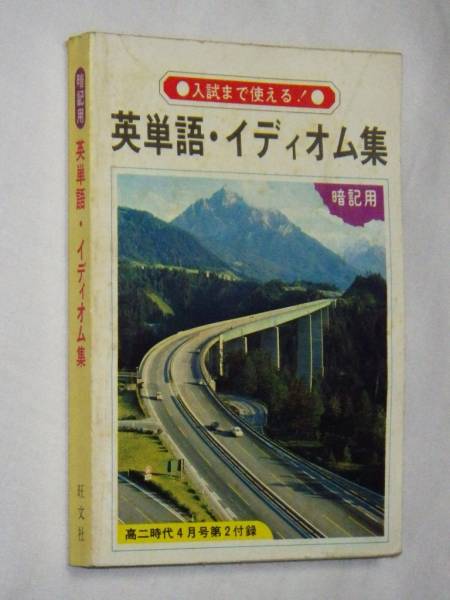 ●入試まで使える!●
英単語・イディオム集
暗記用
高二時代4月号第2付録
暗記用
英単語・イディオム集
旺文社